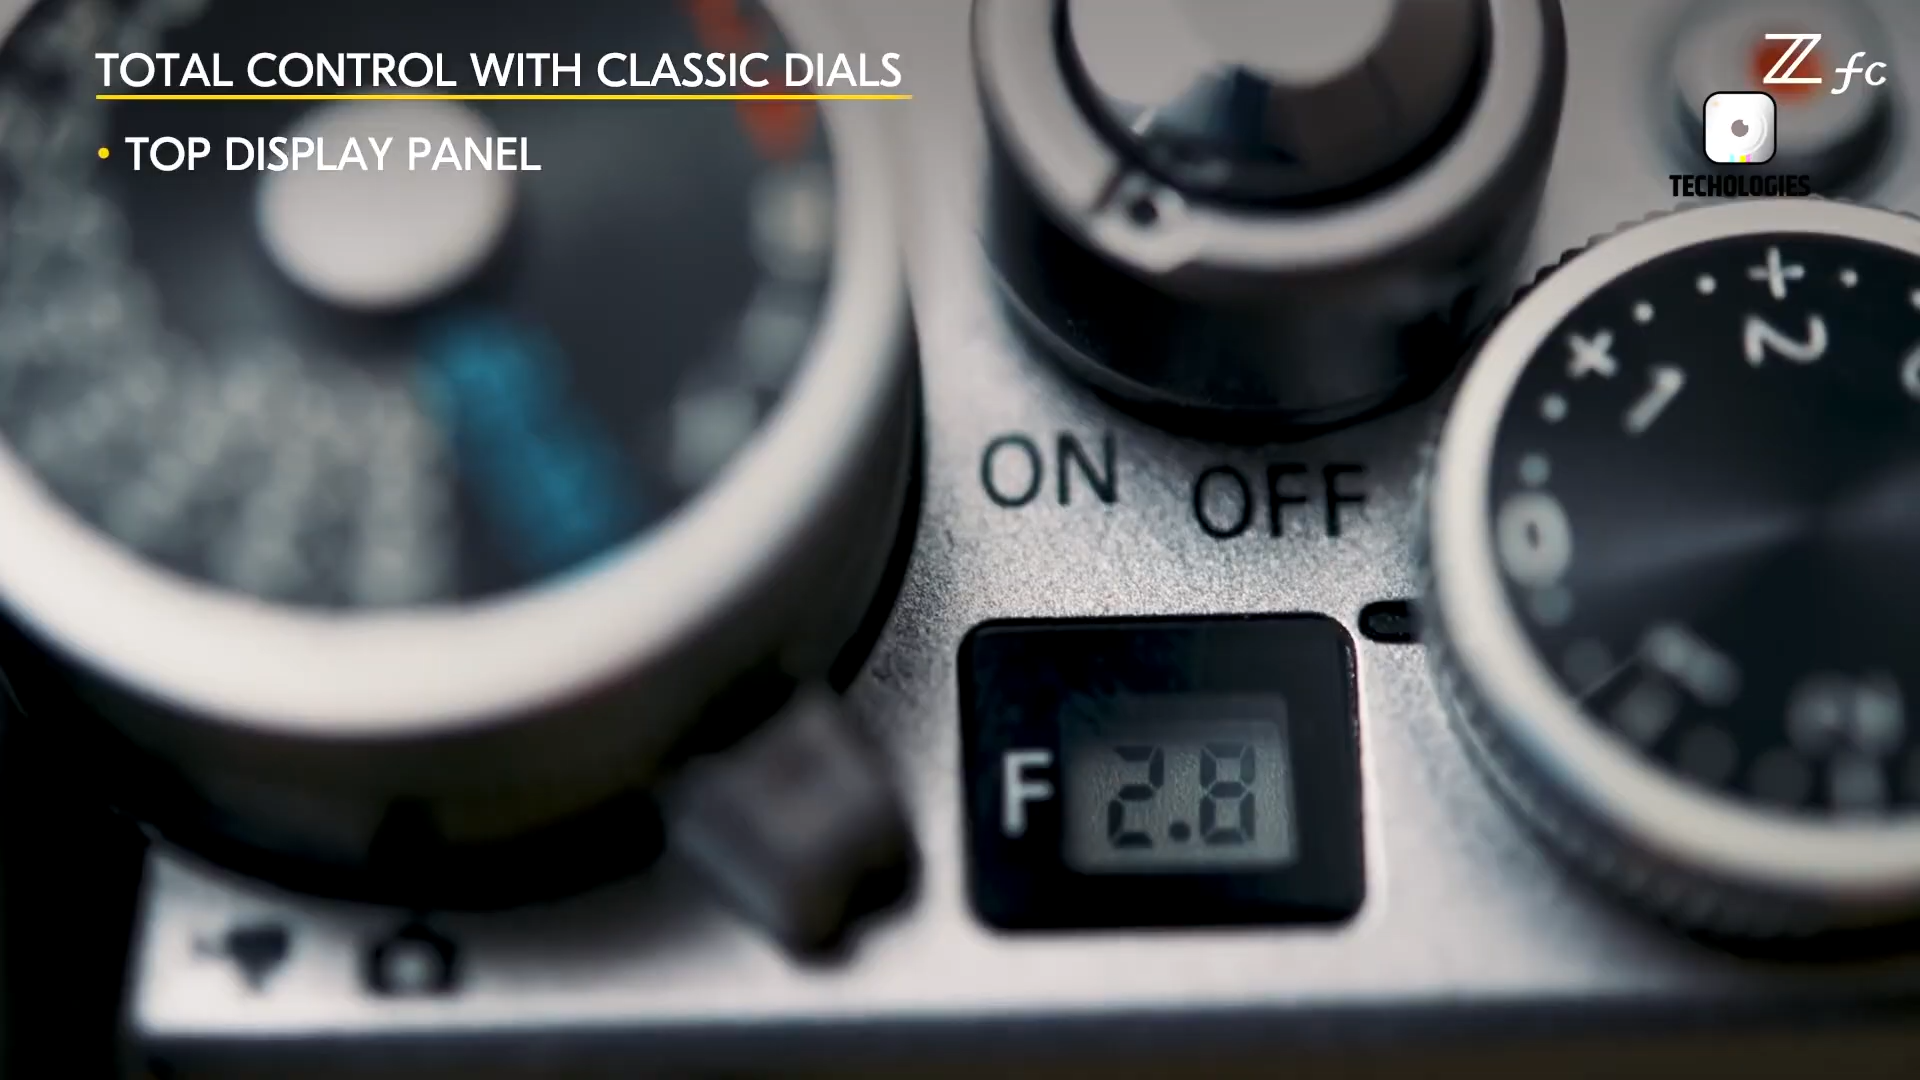 TOTAL CONTROL WITH CLASSIC DIALS
• TOP DISPLAY PANEL
Z fc
TECHOLOGIES
ON OFF
+ 2
+ 1
0
F 2.8